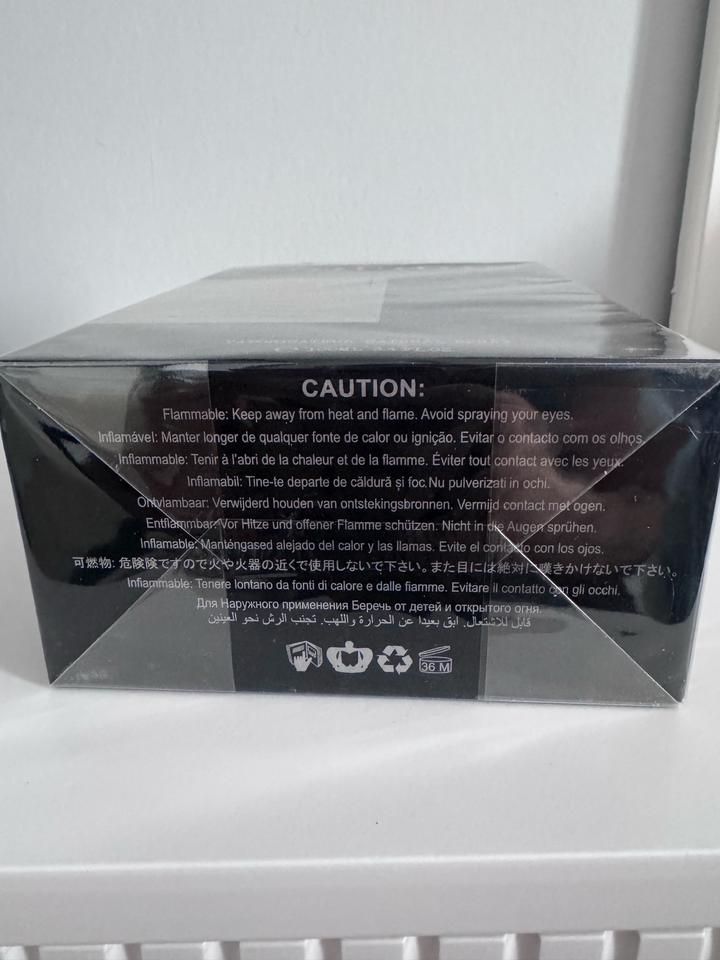 NATURAL SPRAY
100ML
CAUTION:
Flammable: Keep away from heat and flame. Avoid spraying your eyes.
Inflamável: Manter longer de qualquer fonte de calor ou ignição. Evitar o contacto com os olhos.
Inflammable: Tenir à l'abri de la chaleur et de la flamme. Éviter tout contact avec les yeux.
Inflamabil: Tine-te departe de căldură și foc.Nu pulverizati in ochi.
Ontvlambaar: Verwijderd houden van ontstekingsbronnen. Vermijd contact met ogen.
Entflammbar: Vor Hitze und offener Flamme schützen. Nicht in die Augen sprühen.
Inflamable: Manténgased alejado del calor y las llamas. Evite el contacto con los ojos.
可燃物: 危険険ですので火や火器の近くで使用しないで下さい。また目には絶対に嘆きかけないで下さい。
Infiammable: Tenere lontano da fonti di calore e dalle fiamme. Evitare il contatto con gli occhi.
Для Наружного применения Беречь от детей и открытого огня.
قابل للاشتعال. ابق بعيدا عن الحرارة واللهب. تجنب الرش نحو العينين
36 M